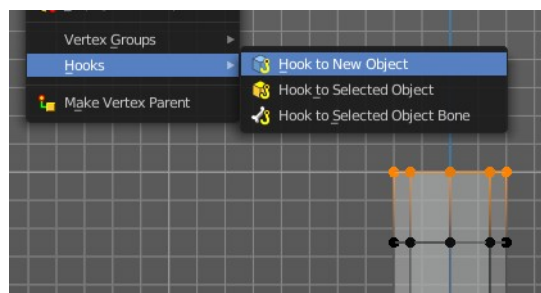 Vertex Groups
Hooks
Hook to New Object
Hook to Selected Object
Make Vertex Parent
Hook to Selected Object Bone